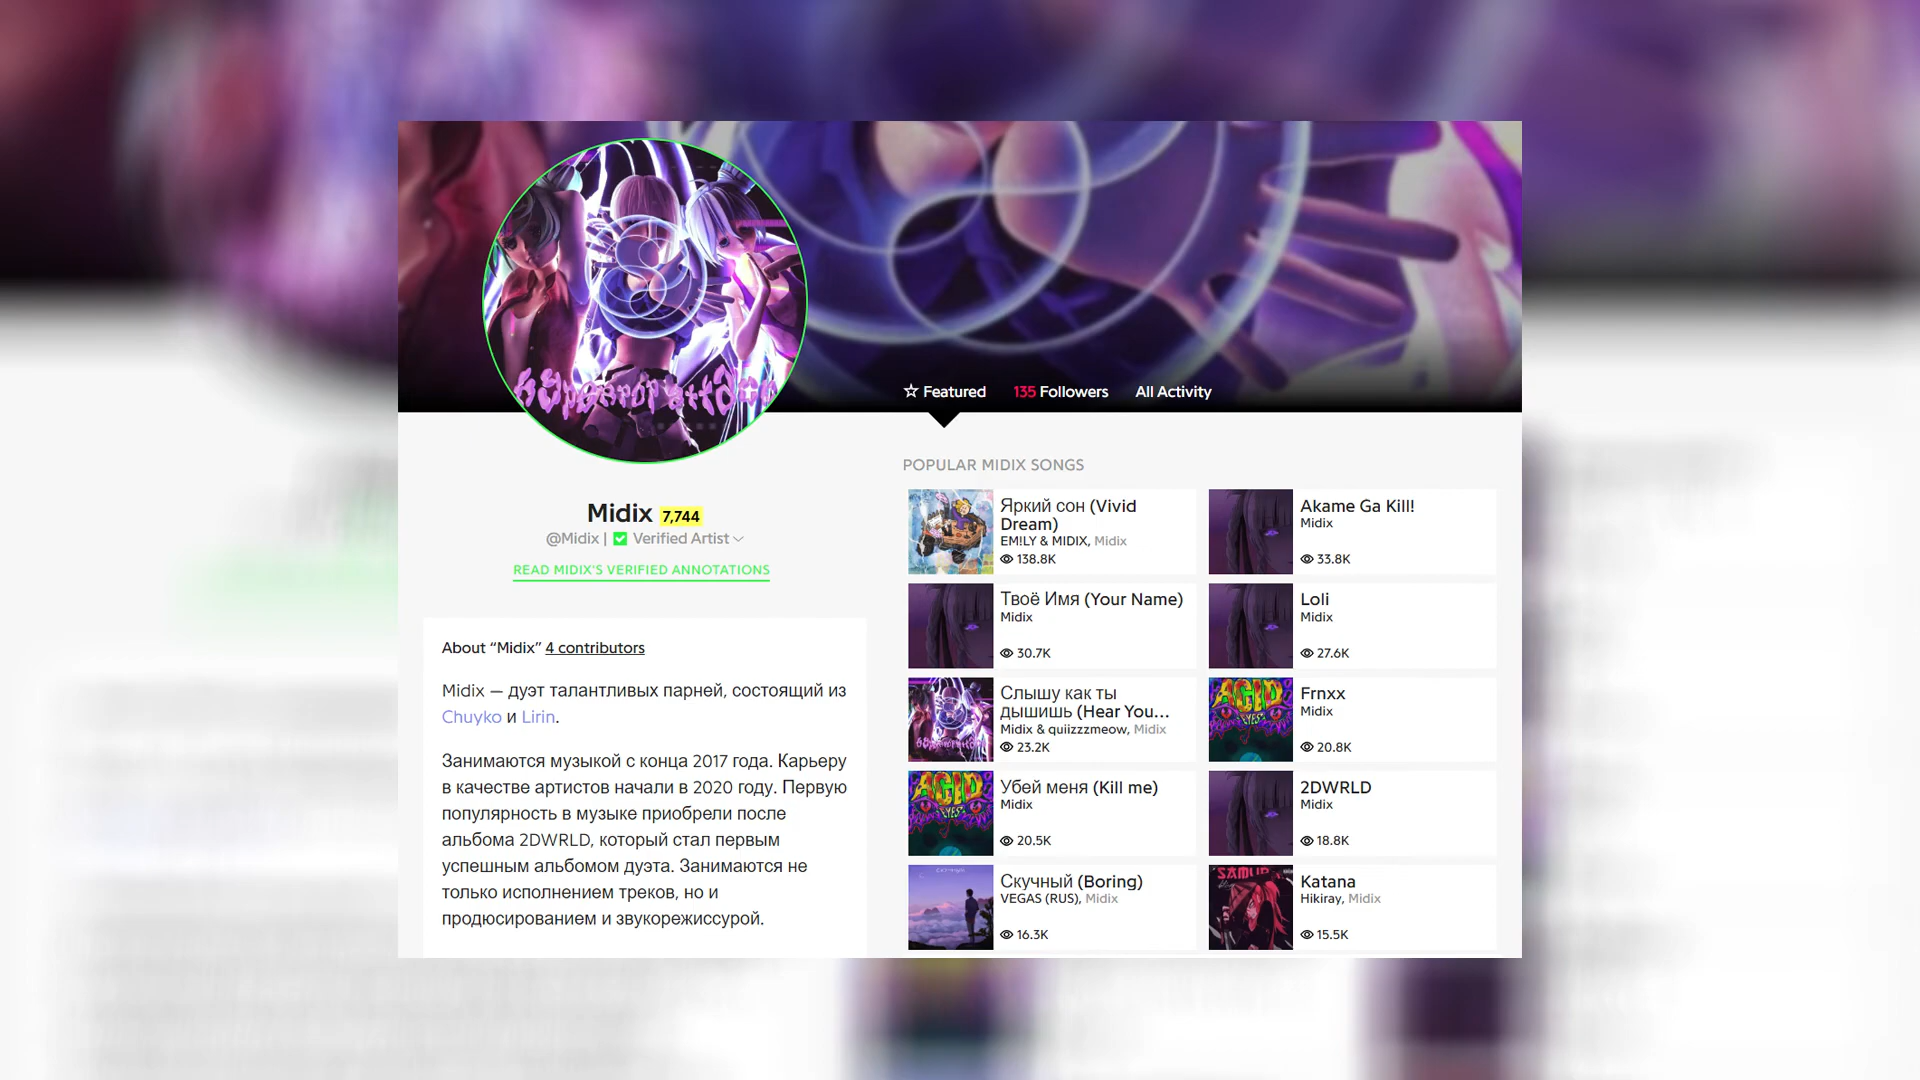 Featured
135 Followers
All Activity
Midix 7,744
@Midix | Verified Artist
READ MIDIX'S VERIFIED ANNOTATIONS
About “Midix” 4 contributors
Midix — дуэт талантливых парней, состоящий из
Chuyko и Lirin.
Занимаются музыкой с конца 2017 года. Карьеру
в качестве артистов начали в 2020 году. Первую
популярность в музыке приобрели после
альбома 2DWRLD, который стал первым
успешным альбомом дуэта. Занимаются не
только исполнением треков, но и
продюсированием и звукорежиссурой.
POPULAR MIDIX SONGS
Яркий сон (Vivid
Dream)
EM!LY & MIDIX, Midix
138.8K
Akame Ga Kill!
Midix
33.8K
Твоё Имя (Your Name)
Midix
30.7K
Loli
Midix
27.6K
Слышу как ты
дышишь (Hear You...
Midix & quiizzzmeow, Midix
23.2K
ACID
EYES
Frnxx
Midix
20.8K
ACID
EYES
Убей меня (Kill me)
Midix
20.5K
2DWRLD
Midix
18.8K
Скучный (Boring)
VEGAS (RUS), Midix
16.3K
Katana
Hikiray, Midix
15.5K